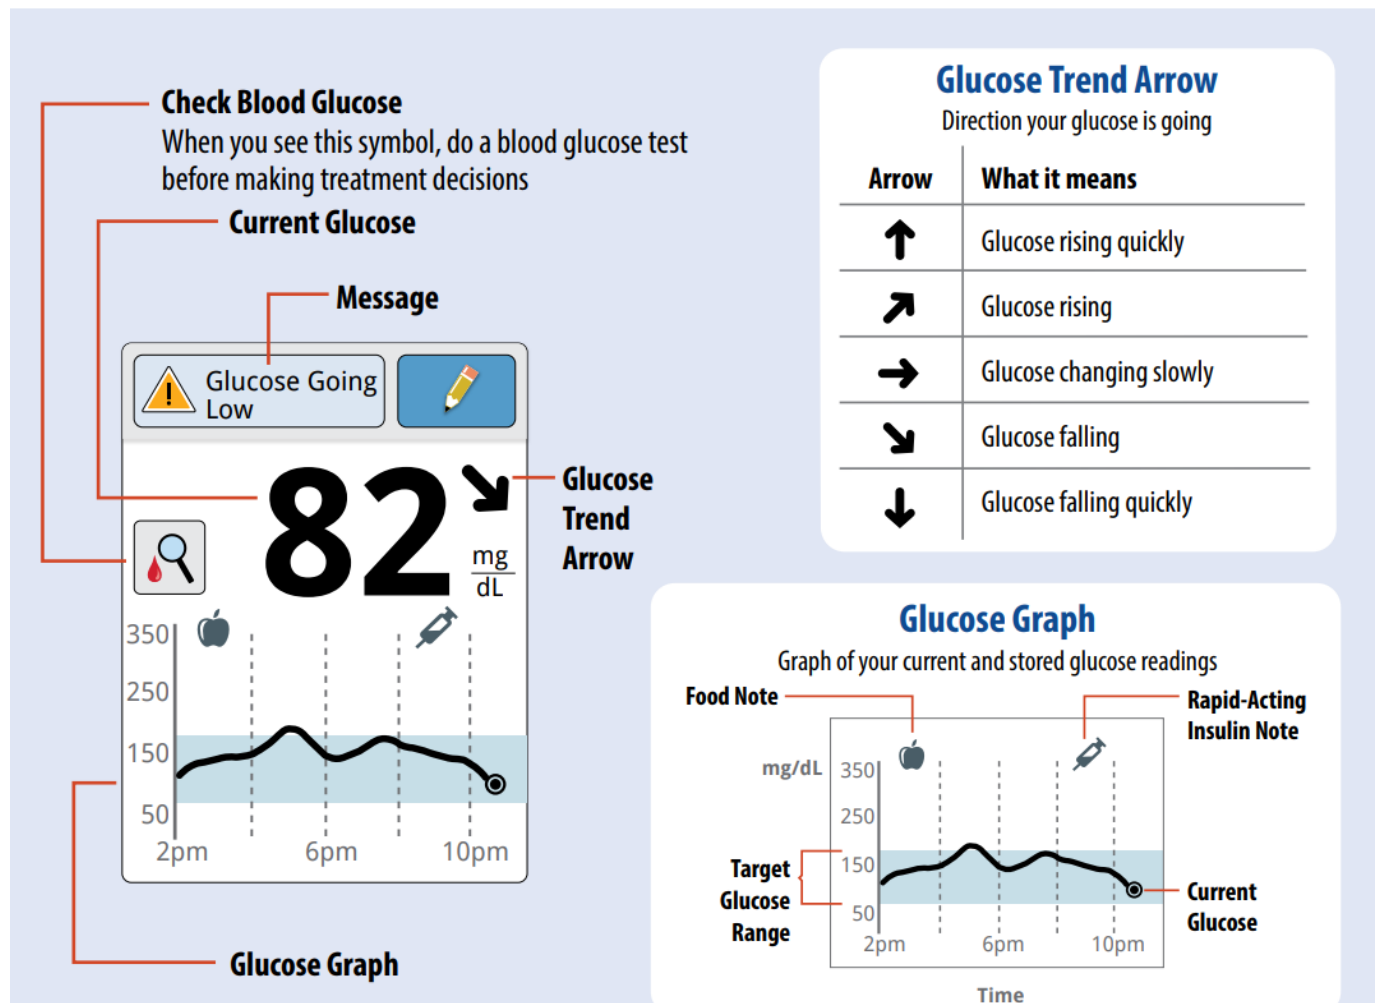 Check Blood Glucose
When you see this symbol, do a blood glucose test
before making treatment decisions
Current Glucose
Message
Glucose Going
Low
82
mg
dL
Glucose
Trend
Arrow
350
250
150
50
2pm 6pm 10pm
Glucose Graph
Glucose Trend Arrow
Direction your glucose is going
Arrow What it means
Glucose rising quickly
Glucose rising
Glucose changing slowly
Glucose falling
Glucose falling quickly
Glucose Graph
Graph of your current and stored glucose readings
Food Note
Rapid-Acting
Insulin Note
mg/dL
350
250
150
50
Target
Glucose
Range
Current
Glucose
2pm 6pm 10pm
Time